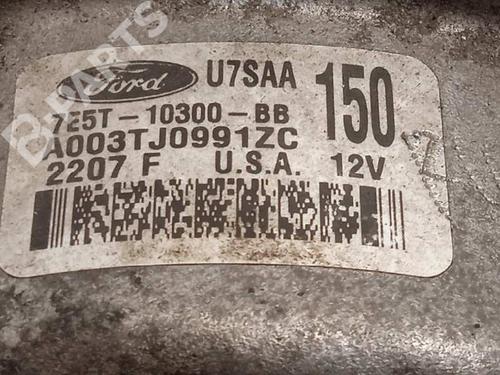 B-PARTS
Ford U7SAA 150
7E5T-10300-BB
A003TJ0991ZC
2207 F U.S.A. 12V